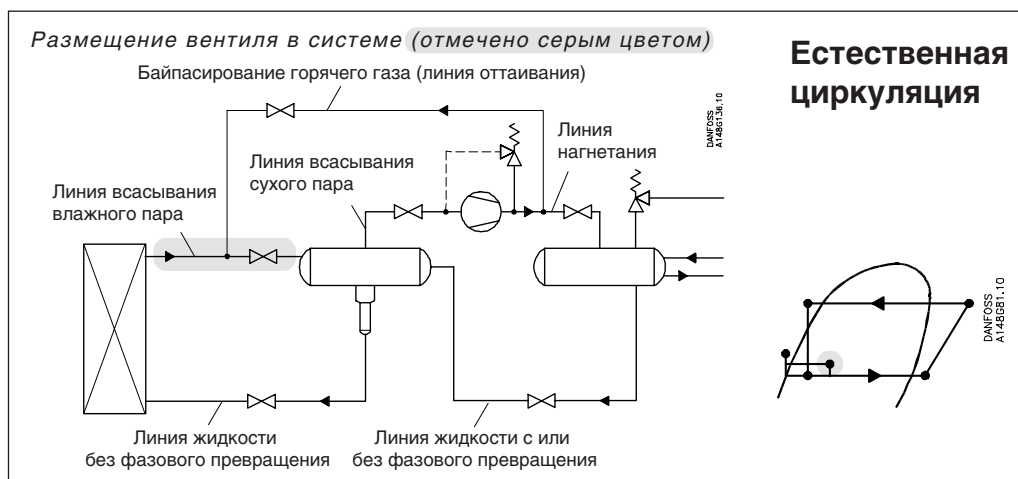 Размещение вентиля в системе (отмечено серым цветом)
Естественная
циркуляция
Байпасирование горячего газа (линия оттаивания)
DANFOSS
A148G136.10
Линия всасывания
сухого пара
Линия
нагнетания
Линия всасывания
влажного пара
DANFOSS
A148G81.10
Линия жидкости
без фазового превращения
Линия жидкости с или
без фазового превращения